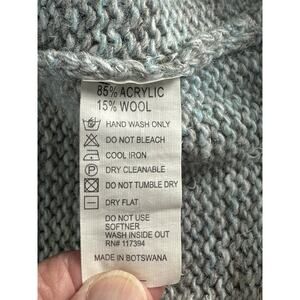 85% ACRYLIC
15% WOOL
HAND WASH ONLY
DO NOT BLEACH
COOL IRON
DRY CLEANABLE
DO NOT TUMBLE DRY
DRY FLAT
DO NOT USE
SOFTNER
WASH INSIDE OUT
RN# 117394
MADE IN BOTSWANA